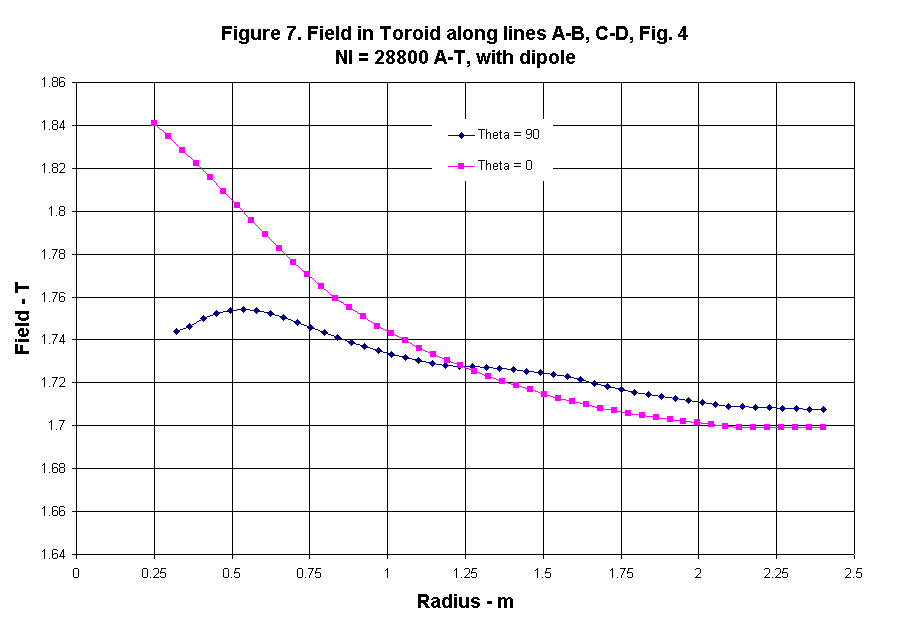 Figure 7. Field in Toroid along lines A-B, C-D, Fig. 4
NI = 28800 A-T, with dipole
1.86
1.84
1.82
1.8
1.78
1.76
1.74
1.72
1.7
1.68
1.66
1.64
Field - T
Theta = 90
Theta = 0
0 0.25 0.5 0.75 1 1.25 1.5 1.75 2 2.25 2.5
Radius - m